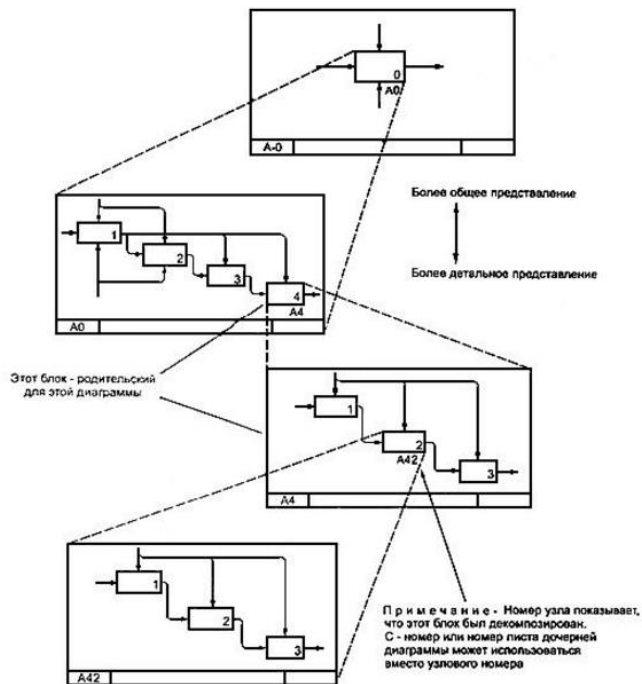 0
A0
A-0
Более общее представление
Более детальное представление
1
2
3
4
A4
A0
Этот блок - родительский
для этой диаграммы
1
2
A42
3
A4
1
2
3
A42
П р и м е ч а н и е - Номер узла показывает,
что этот блок был декомпозирован.
С - номер или номер листа дочерней
диаграммы может использоваться
вместо узлового номера